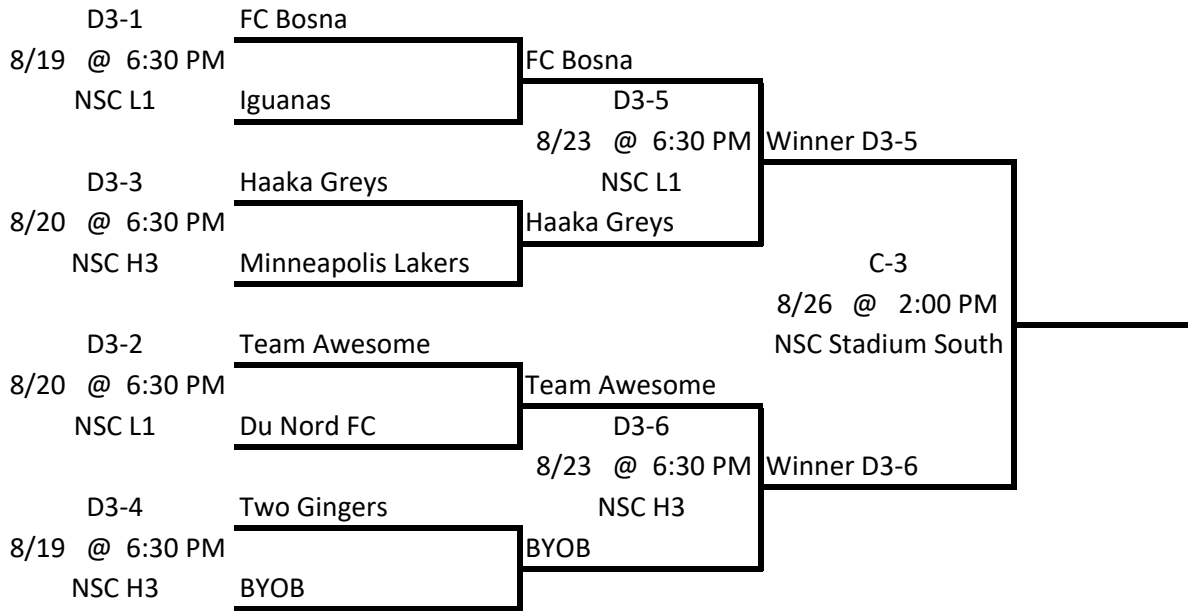 D3-1 FC Bosna
8/19 @ 6:30 PM FC Bosna
NSC L1 Iguanas D3-5
8/23 @ 6:30 PM Winner D3-5
D3-3 Haaka Greys NSC L1
8/20 @ 6:30 PM Haaka Greys
NSC H3 Minneapolis Lakers C-3
8/26 @ 2:00 PM
D3-2 Team Awesome NSC Stadium South
8/20 @ 6:30 PM Team Awesome
NSC L1 Du Nord FC D3-6
8/23 @ 6:30 PM Winner D3-6
D3-4 Two Gingers NSC H3
8/19 @ 6:30 PM BYOB
NSC H3 BYOB